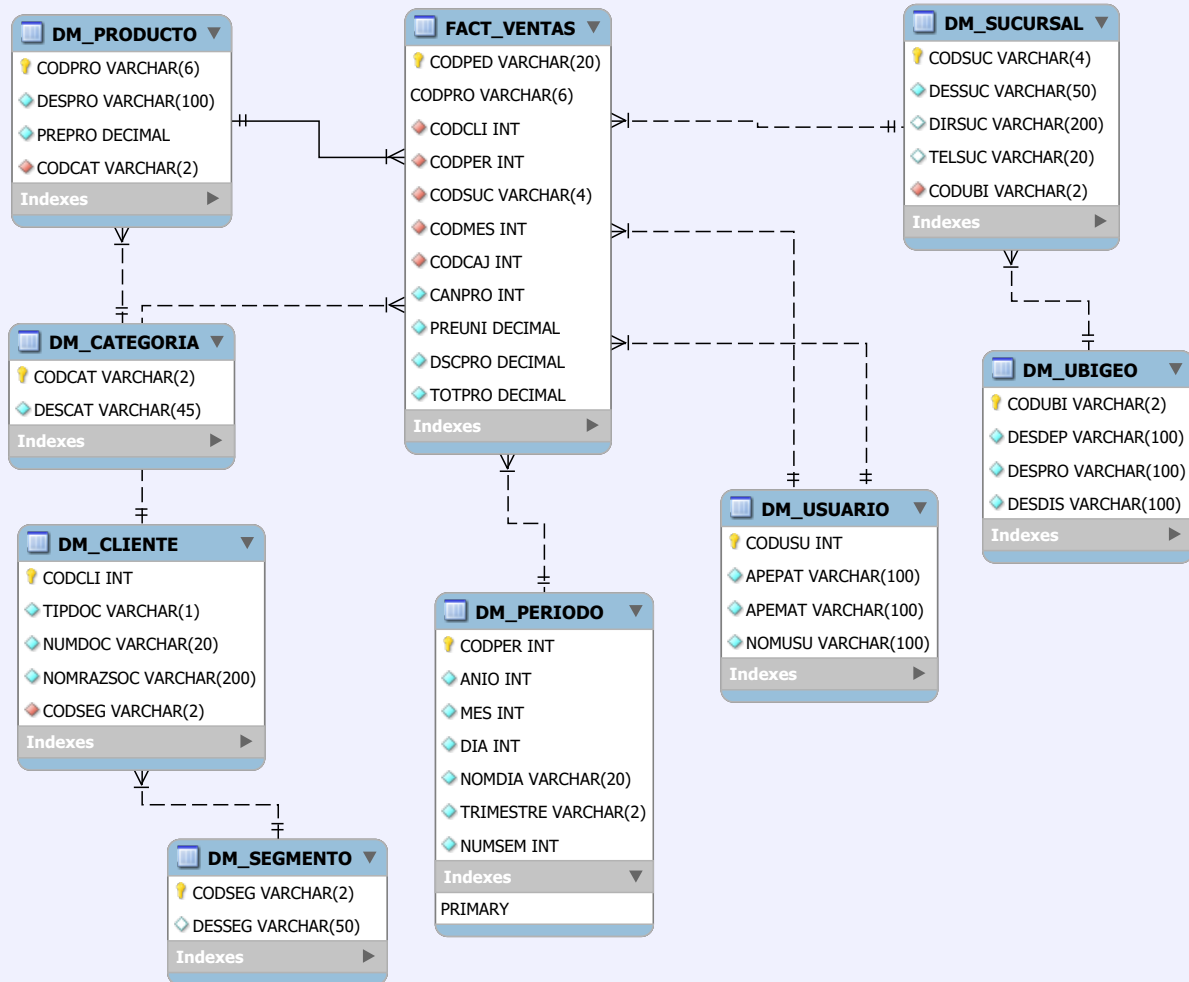 DM_PRODUCTO
CODPRO VARCHAR(6)
DESPRO VARCHAR(100)
PREPRO DECIMAL
CODCAT VARCHAR(2)
Indexes
FACT_VENTAS
CODPED VARCHAR(20)
CODPRO VARCHAR(6)
CODCLI INT
CODPER INT
CODSUC VARCHAR(4)
CODMES INT
CODCAJ INT
CANPRO INT
PREUNI DECIMAL
DSCPRO DECIMAL
TOTPRO DECIMAL
Indexes
DM_SUCURSAL
CODSUC VARCHAR(4)
DESSUC VARCHAR(50)
DIRSUC VARCHAR(200)
TELSUC VARCHAR(20)
CODUBI VARCHAR(2)
Indexes
DM_CATEGORIA
CODCAT VARCHAR(2)
DESCAT VARCHAR(45)
Indexes
DM_UBIGEO
CODUBI VARCHAR(2)
DESDEP VARCHAR(100)
DESPRO VARCHAR(100)
DESDIS VARCHAR(100)
Indexes
DM_CLIENTE
CODCLI INT
TIPDOC VARCHAR(1)
NUMDOC VARCHAR(20)
NOMRAZSOC VARCHAR(200)
CODSEG VARCHAR(2)
Indexes
DM_USUARIO
CODUSU INT
APEPAT VARCHAR(100)
APEMAT VARCHAR(100)
NOMUSU VARCHAR(100)
Indexes
DM_PERIODO
CODPER INT
ANIO INT
MES INT
DIA INT
NOMDIA VARCHAR(20)
TRIMESTRE VARCHAR(2)
NUMSEM INT
Indexes
PRIMARY
DM_SEGMENTO
CODSEG VARCHAR(2)
DESSEG VARCHAR(50)
Indexes